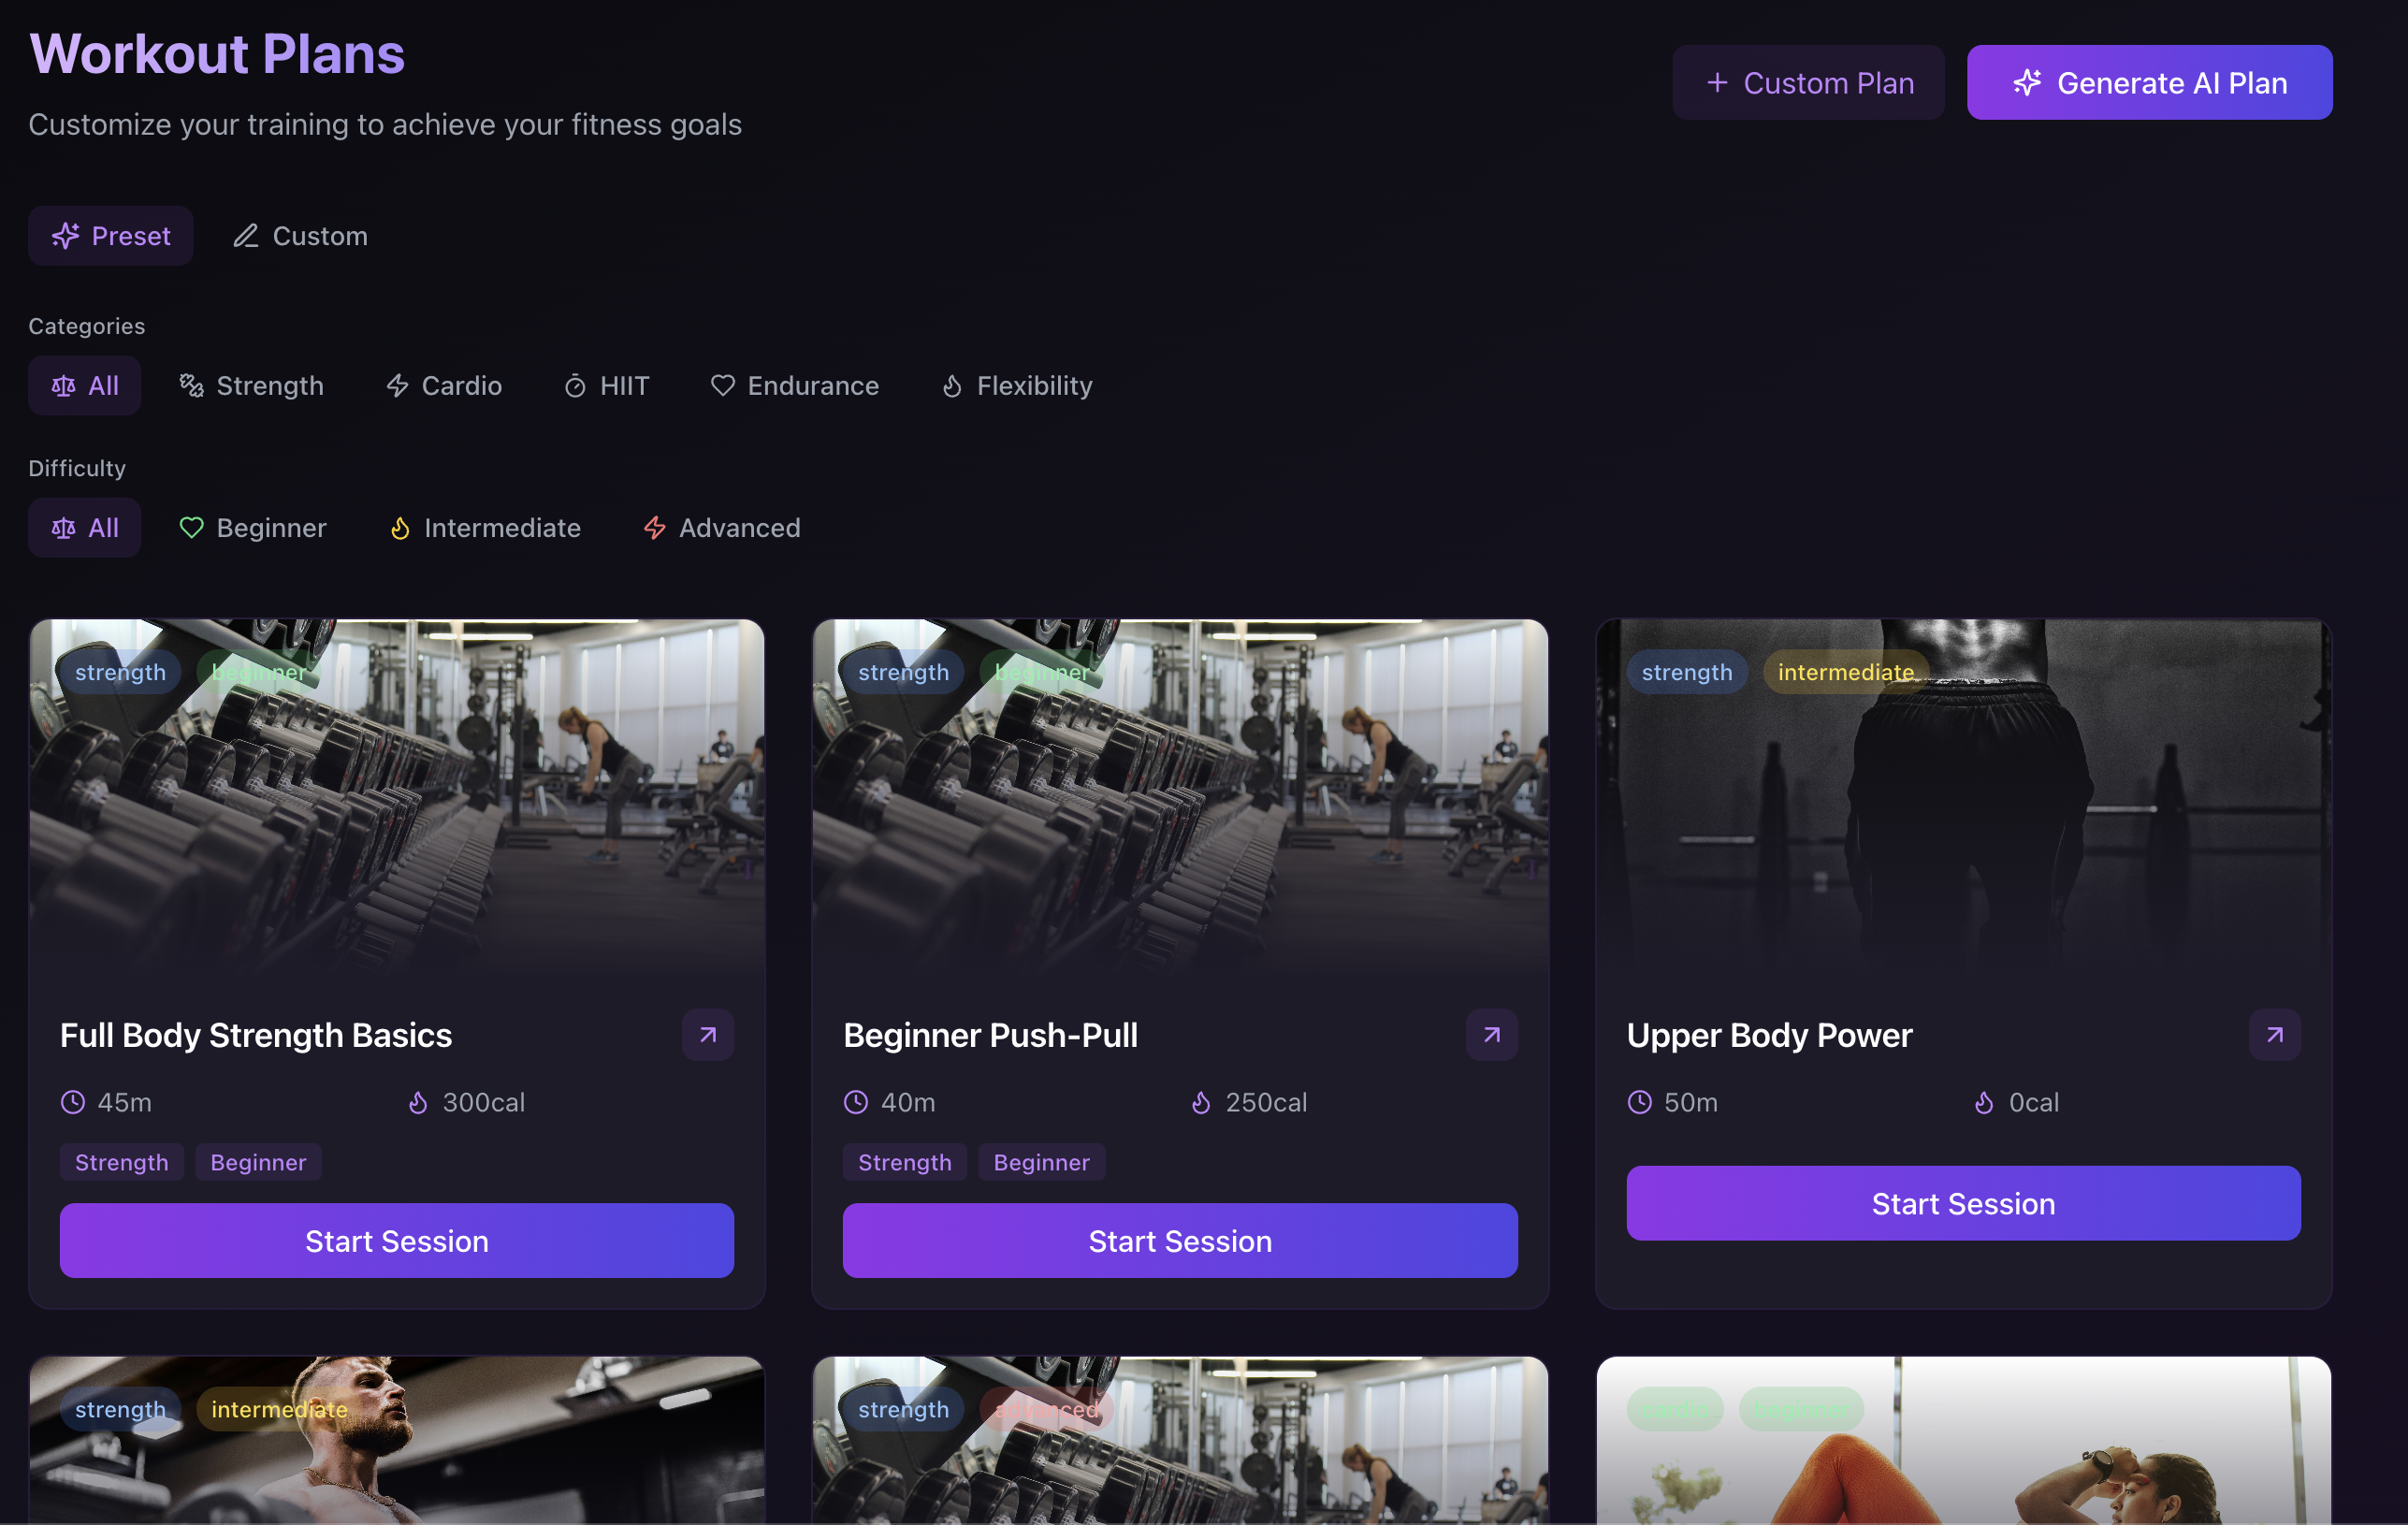 Workout Plans
Customize your training to achieve your fitness goals
Custom Plan
Generate AI Plan
Preset
Custom
Categories
All
Strength
Cardio
HIIT
Endurance
Flexibility
Difficulty
All
Beginner
Intermediate
Advanced
strength
beginner
Full Body Strength Basics
45m
300cal
Strength
Beginner
Start Session
strength
beginner
Beginner Push-Pull
40m
250cal
Strength
Beginner
Start Session
strength
intermediate
Upper Body Power
50m
0cal
Start Session
strength
intermediate
strength
advanced
cardio
beginner